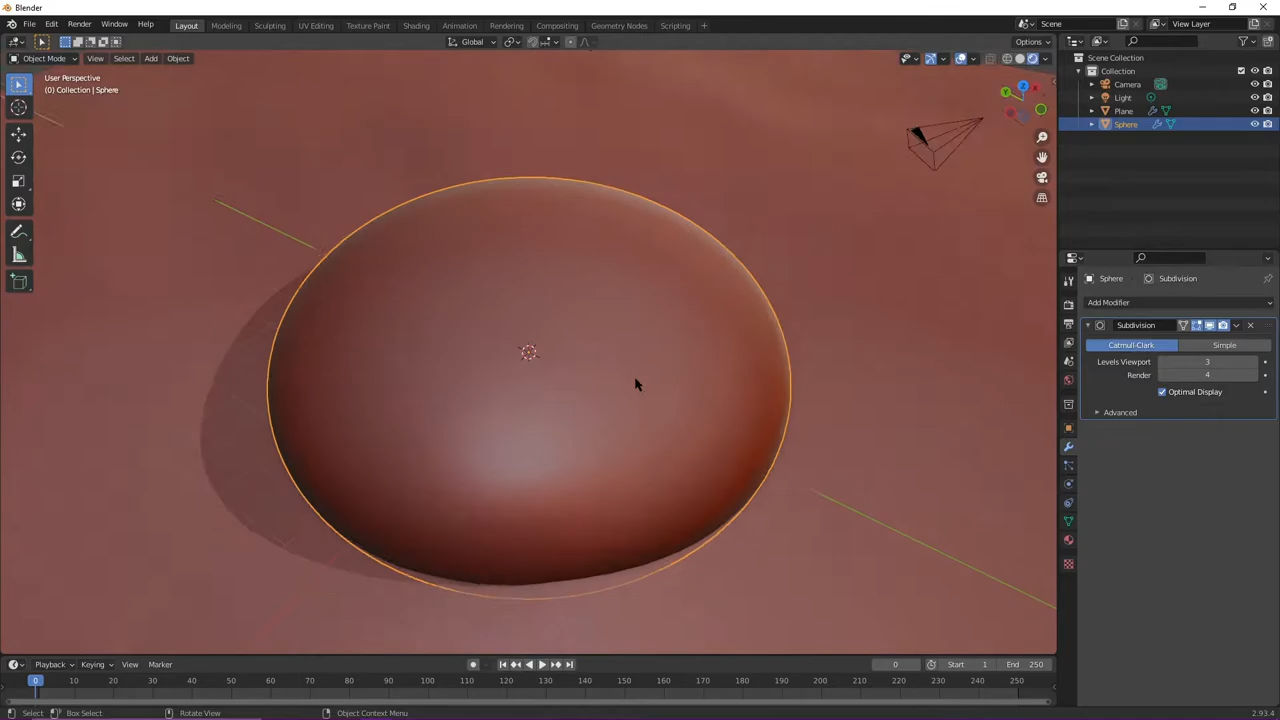 Blender
File Edit Render Window Help Layout Modeling Sculpting UV Editing Texture Paint Shading Animation Rendering Compositing Geometry Nodes Scripting + Scene View Layer
Global Options
Object Mode View Select Add Object
User Perspective
(0) Collection | Sphere
Z
Y
Scene Collection
Collection
Camera
Light
Plane
Sphere
Sphere Subdivision
Add Modifier
Subdivision
Catmull-Clark Simple
Levels Viewport 3
Render 4
Optimal Display
Advanced
Playback Keying View Marker 0 Start 1 End 250
0 10 20 30 40 50 60 70 80 90 100 110 120 130 140 150 160 170 180 190 200 210 220 230 240 250
Select Box Select Rotate View Object Context Menu 2.93.4